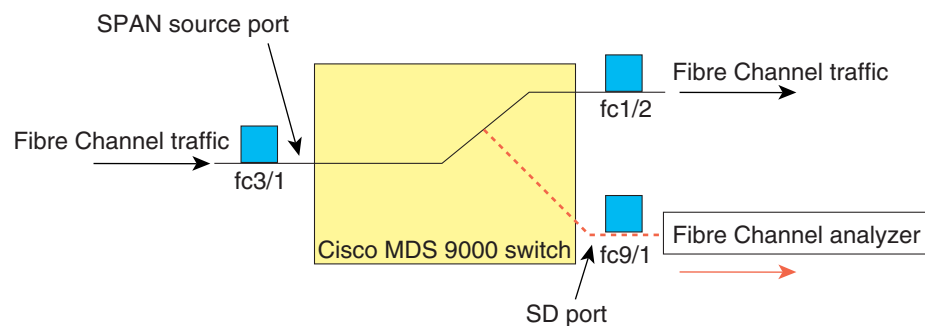 SPAN source port
Fibre Channel traffic
fc1/2
Fibre Channel traffic
fc3/1
Cisco MDS 9000 switch
fc9/1
Fibre Channel analyzer
SD port